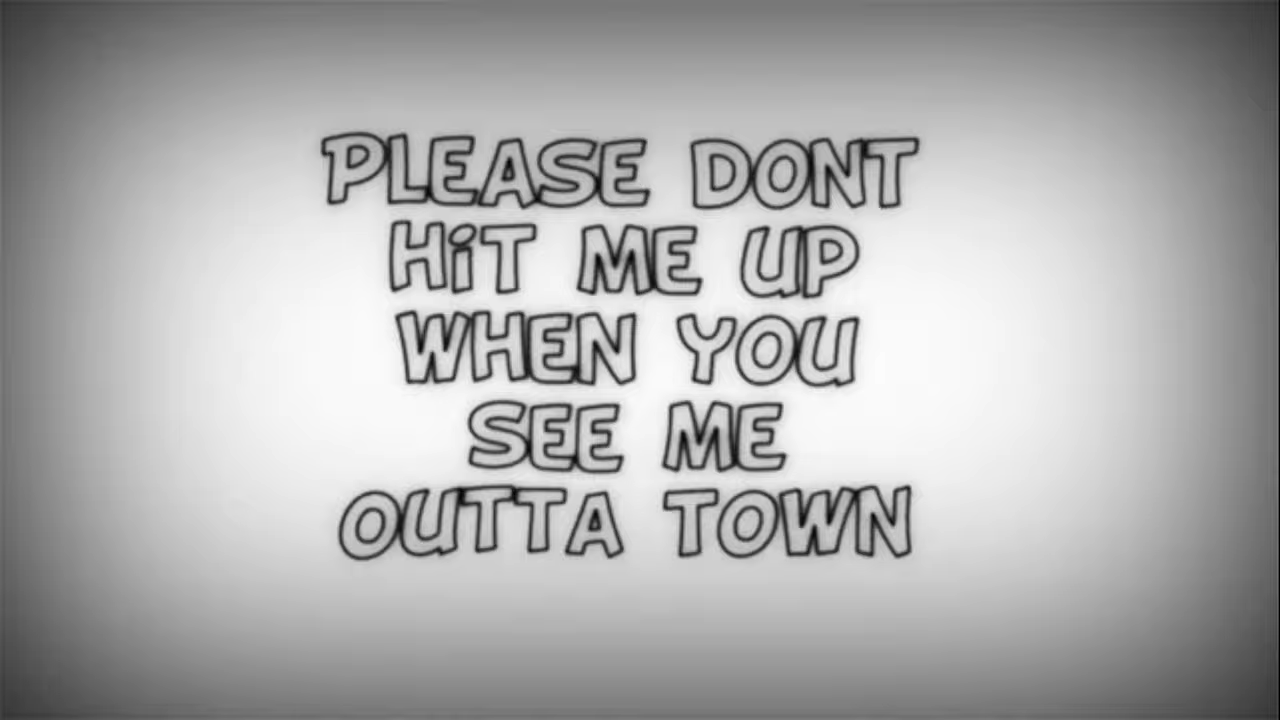 PLEASE DONT
HiT ME UP
WHEN YOU
SEE ME
OUTTA TOWN